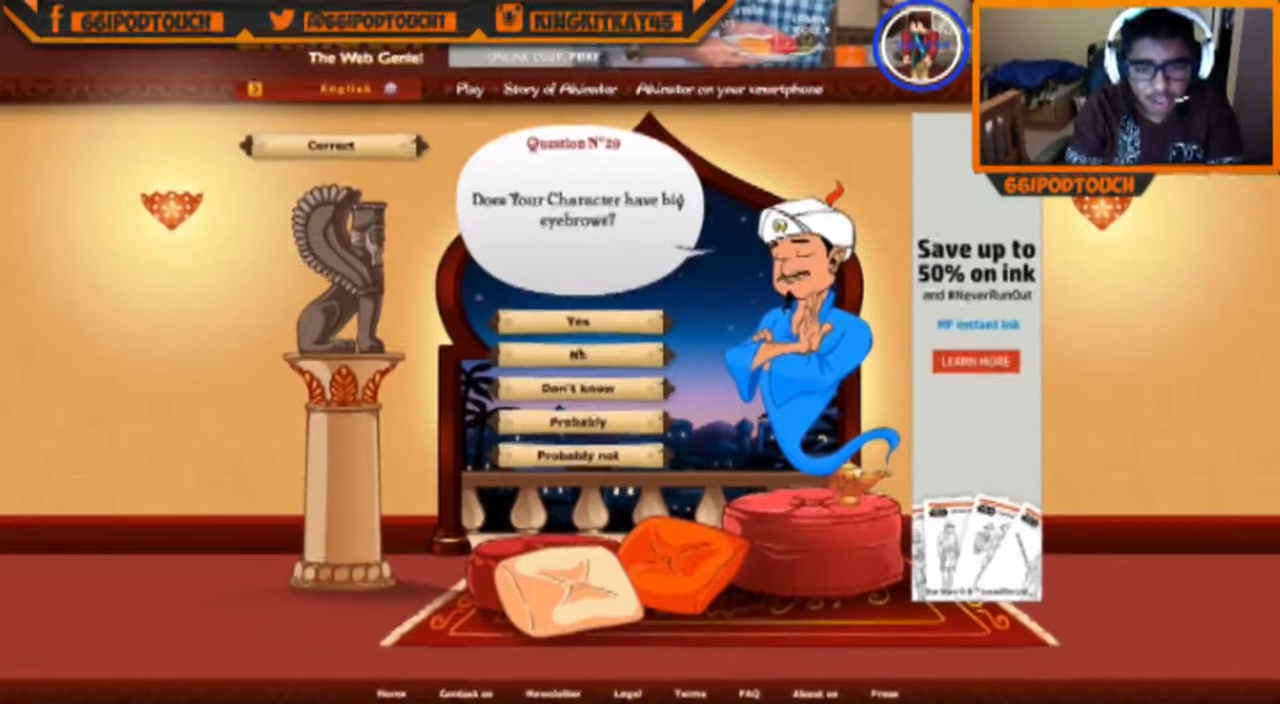 66IPODTOUCH
@66IPODTOUCH1
KINGKITKAT45
The Web Genie!
English
Play
Story of Akinator
Akinator on your smartphone
66IPODTOUCH
Correct
Question N°29
Does Your Character have big
eyebrows?
Yes
No
Don't know
Probably
Probably not
Save up to
50% on ink
and #NeverRunOut
HP Instant Ink
LEARN MORE
Home
Contact us
Newsletter
Legal
Terms
FAQ
About us
Press